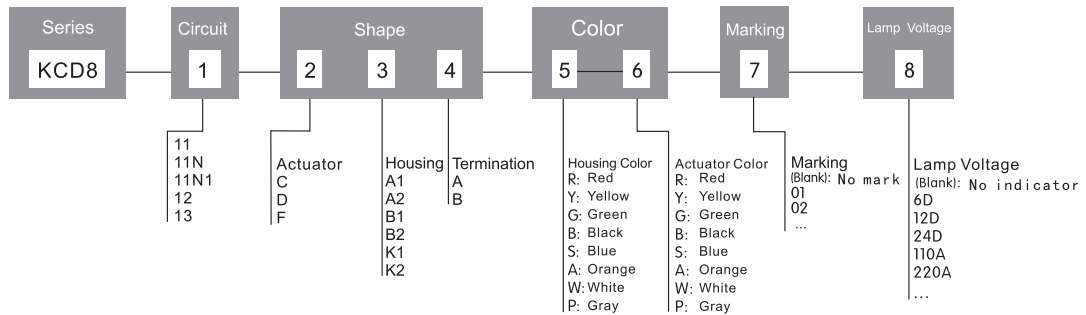 Series
Circuit
Shape
Color
Marking
Lamp Voltage
KCD8
1
2
3
4
5
6
7
8
11
11N
11N1
12
13
Actuator
C
D
F
Housing
A1
A2
B1
B2
K1
K2
Termination
A
B
Housing Color
R: Red
Y: Yellow
G: Green
B: Black
S: Blue
A: Orange
W: White
P: Gray
Actuator Color
R: Red
Y: Yellow
G: Green
B: Black
S: Blue
A: Orange
W: White
P: Gray
Marking
(Blank): No mark
01
02
...
Lamp Voltage
(Blank): No indicator
6D
12D
24D
110A
220A
...